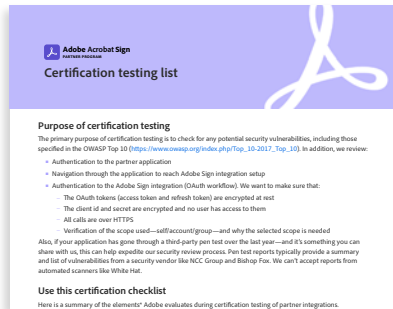 Adobe Acrobat Sign
PARTNER PROGRAM
Certification testing list
Purpose of certification testing
The primary purpose of certification testing is to check for any potential security vulnerabilities, including those
specified in the OWASP Top 10 (https://www.owasp.org/index.php/Top_10-2017_Top_10). In addition, we review:
• Authentication to the partner application
• Navigation through the application to reach Adobe Sign integration setup
• Authentication to the Adobe Sign integration (OAuth workflow). We want to make sure that:
– The OAuth tokens (access token and refresh token) are encrypted at rest
– The client id and secret are encrypted and no user has access to them
– All calls are over HTTPS
– Verification of the scope used—self/account/group—and why the selected scope is needed
Also, if your application has gone through a third-party pen test over the last year—and it's something you can
share with us, this can help expedite our security review process. Pen test reports typically provide a summary
and list of vulnerabilities from a security vendor like NCC Group and Bishop Fox. We can't accept reports from
automated scanners like White Hat.
Use this certification checklist
Here is a summary of the elements* Adobe evaluates during certification testing of partner integrations.